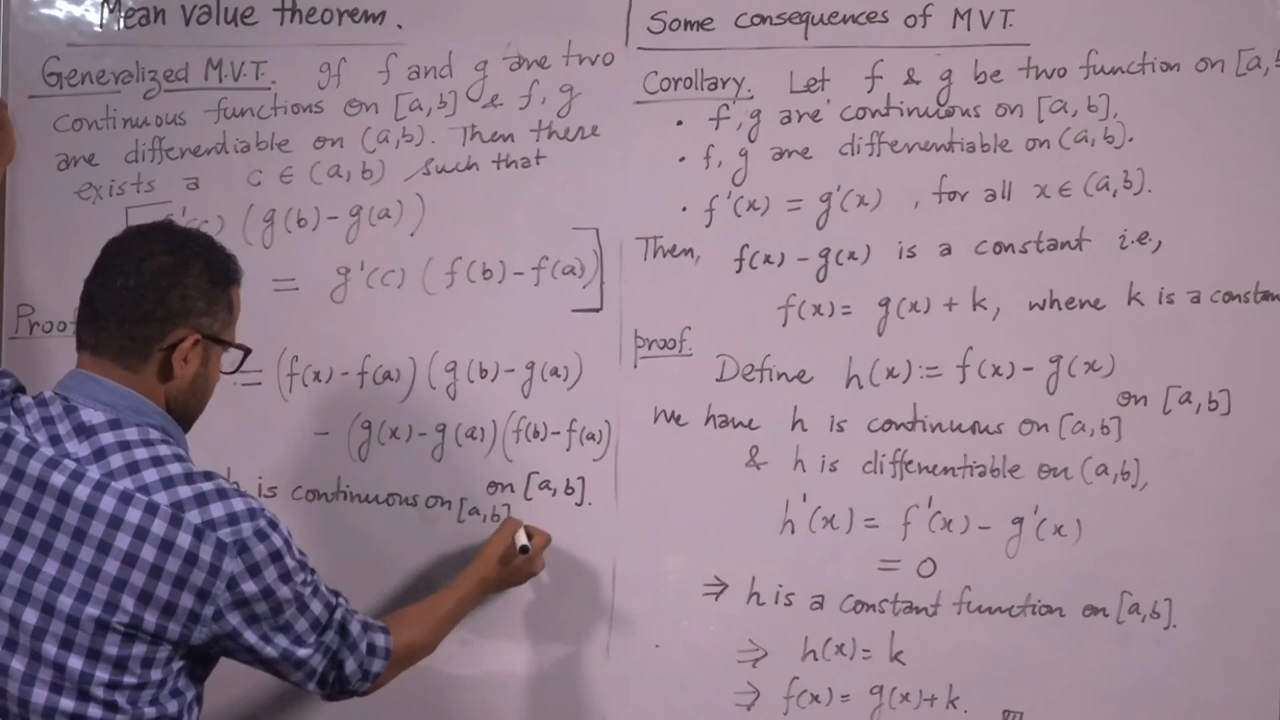 Mean value theorem.
Generalized M.V.T. If f and g are two
continuous functions on [a,b] & f, g
are differentiable on (a,b). Then there
exists a c ∈ (a,b) such that
(g(b)-g(a))
= g'(c) (f(b)-f(a))
Proof
:= (f(x)-f(a)) (g(b)-g(a))
- (g(x)-g(a)) (f(b)-f(a))
on [a,b].
h is continuous on [a,b]
Some consequences of MVT.
Corollary. Let f & g be two function on [a,
· f, g are continuous on [a,b],
· f, g are differentiable on (a,b).
· f'(x) = g'(x) , for all x ∈ (a,b).
Then, f(x) - g(x) is a constant i.e.,
f(x) = g(x) + k, where k is a constan
proof. Define h(x) := f(x) - g(x)
on [a,b]
We have h is continuous on [a,b]
& h is differentiable on (a,b),
h'(x) = f'(x) - g'(x)
= 0
⇒ h is a constant function on [a,b].
⇒ h(x) = k
⇒ f(x) = g(x)+k.